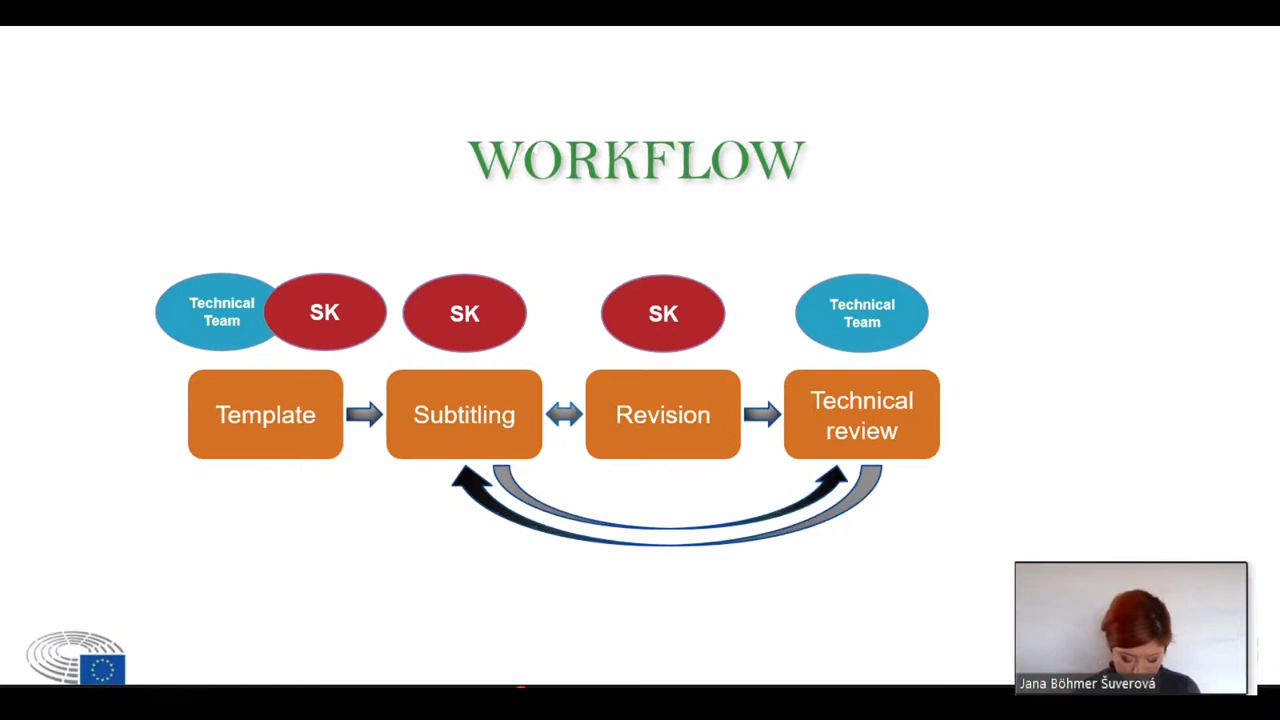 WORKFLOW
Technical
Team
SK
SK
SK
Technical
Team
Template
Subtitling
Revision
Technical
review
Jana Böhmer Šuverová